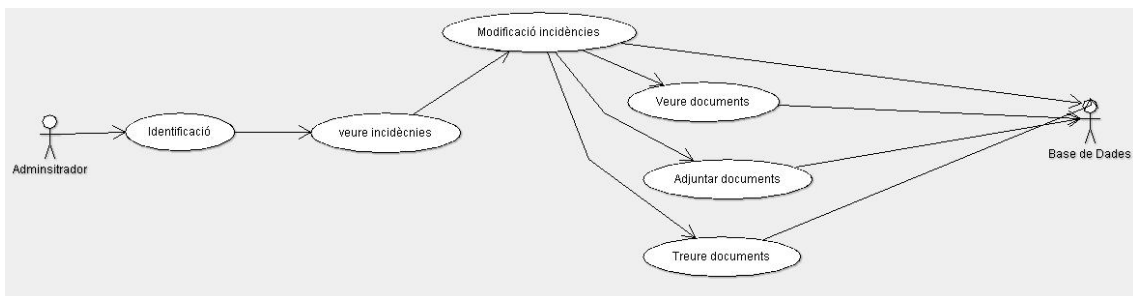 Modificació incidències
Veure documents
Identificació
veure incidècnies
Adminsitrador
Base de Dades
Adjuntar documents
Treure documents